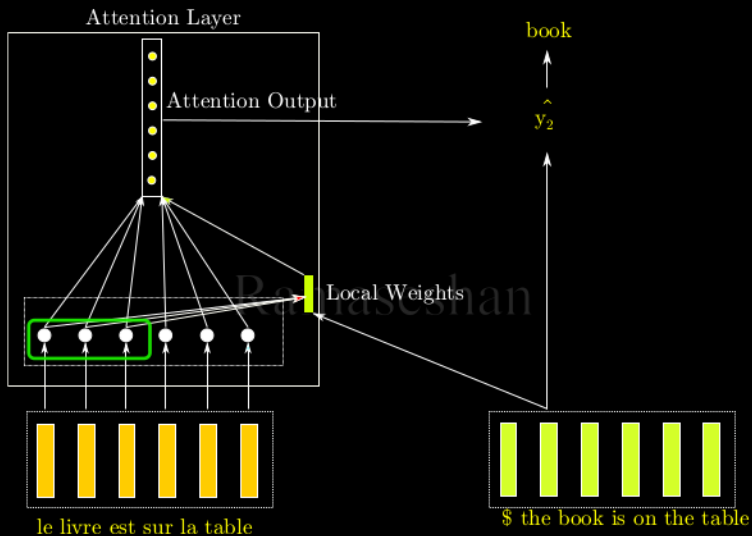 Attention Layer
book
Attention Output
ŷ₂
Ramaseshan
Local Weights
le livre est sur la table
$ the book is on the table